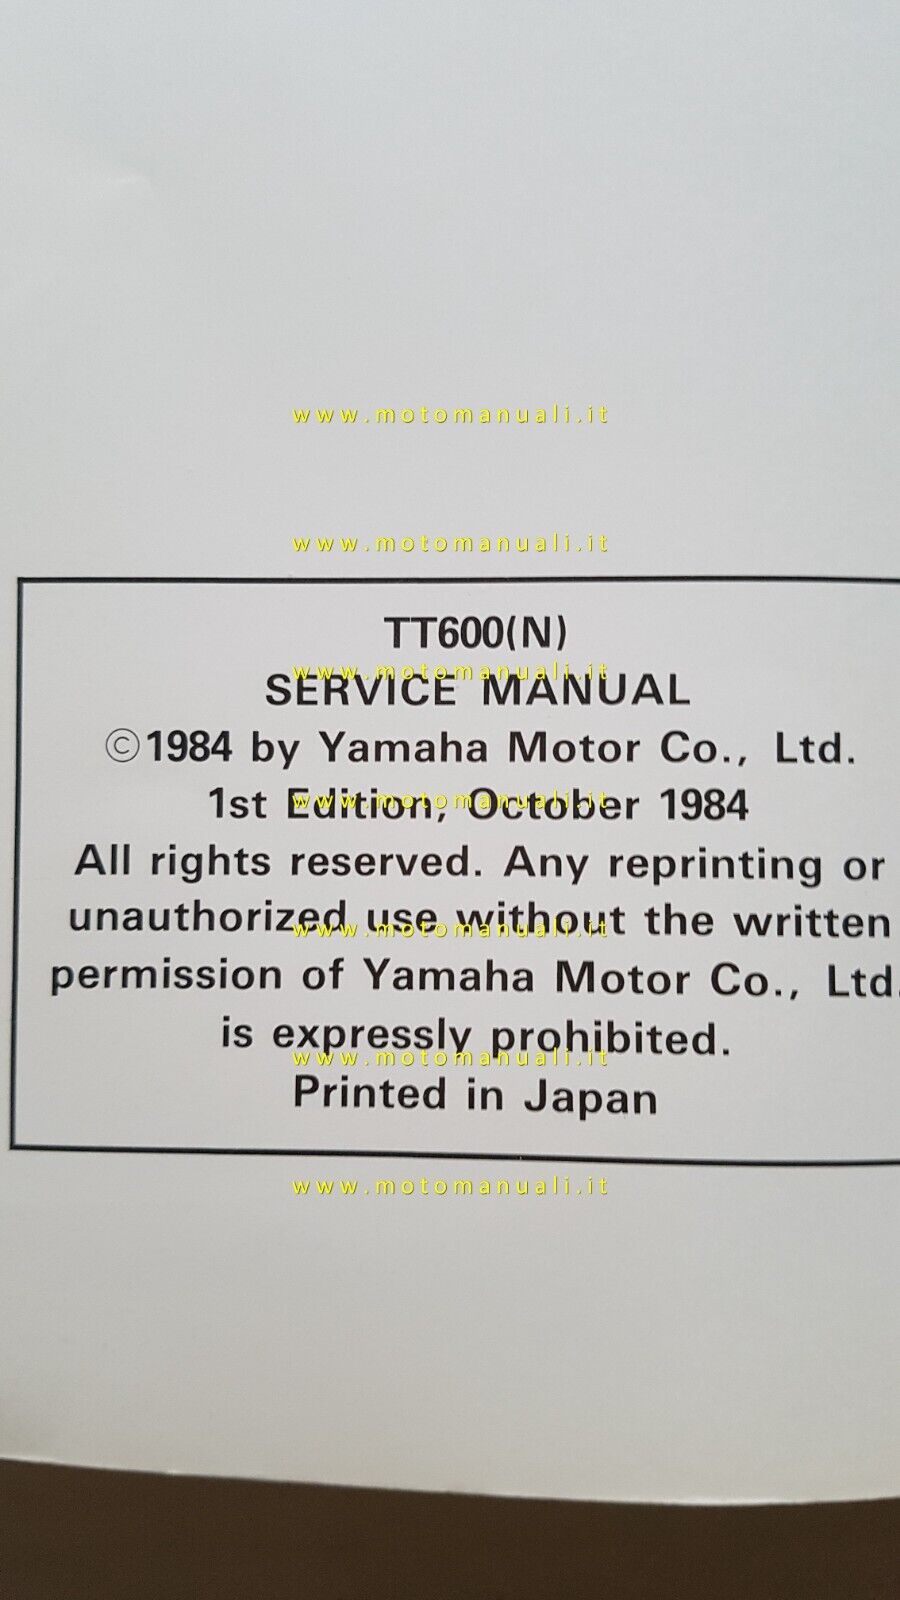 www.motomanuali.it
www.motomanuali.it
TT600(N)
www.motomanuali.it
SERVICE MANUAL
©1984 by Yamaha Motor Co., Ltd.
www.motomanuali.it
1st Edition, October 1984
All rights reserved. Any reprinting or
unauthorized use without the written
www.motomanuali.it
permission of Yamaha Motor Co., Ltd.
is expressly prohibited.
www.motomanuali.it
Printed in Japan
www.motomanuali.it